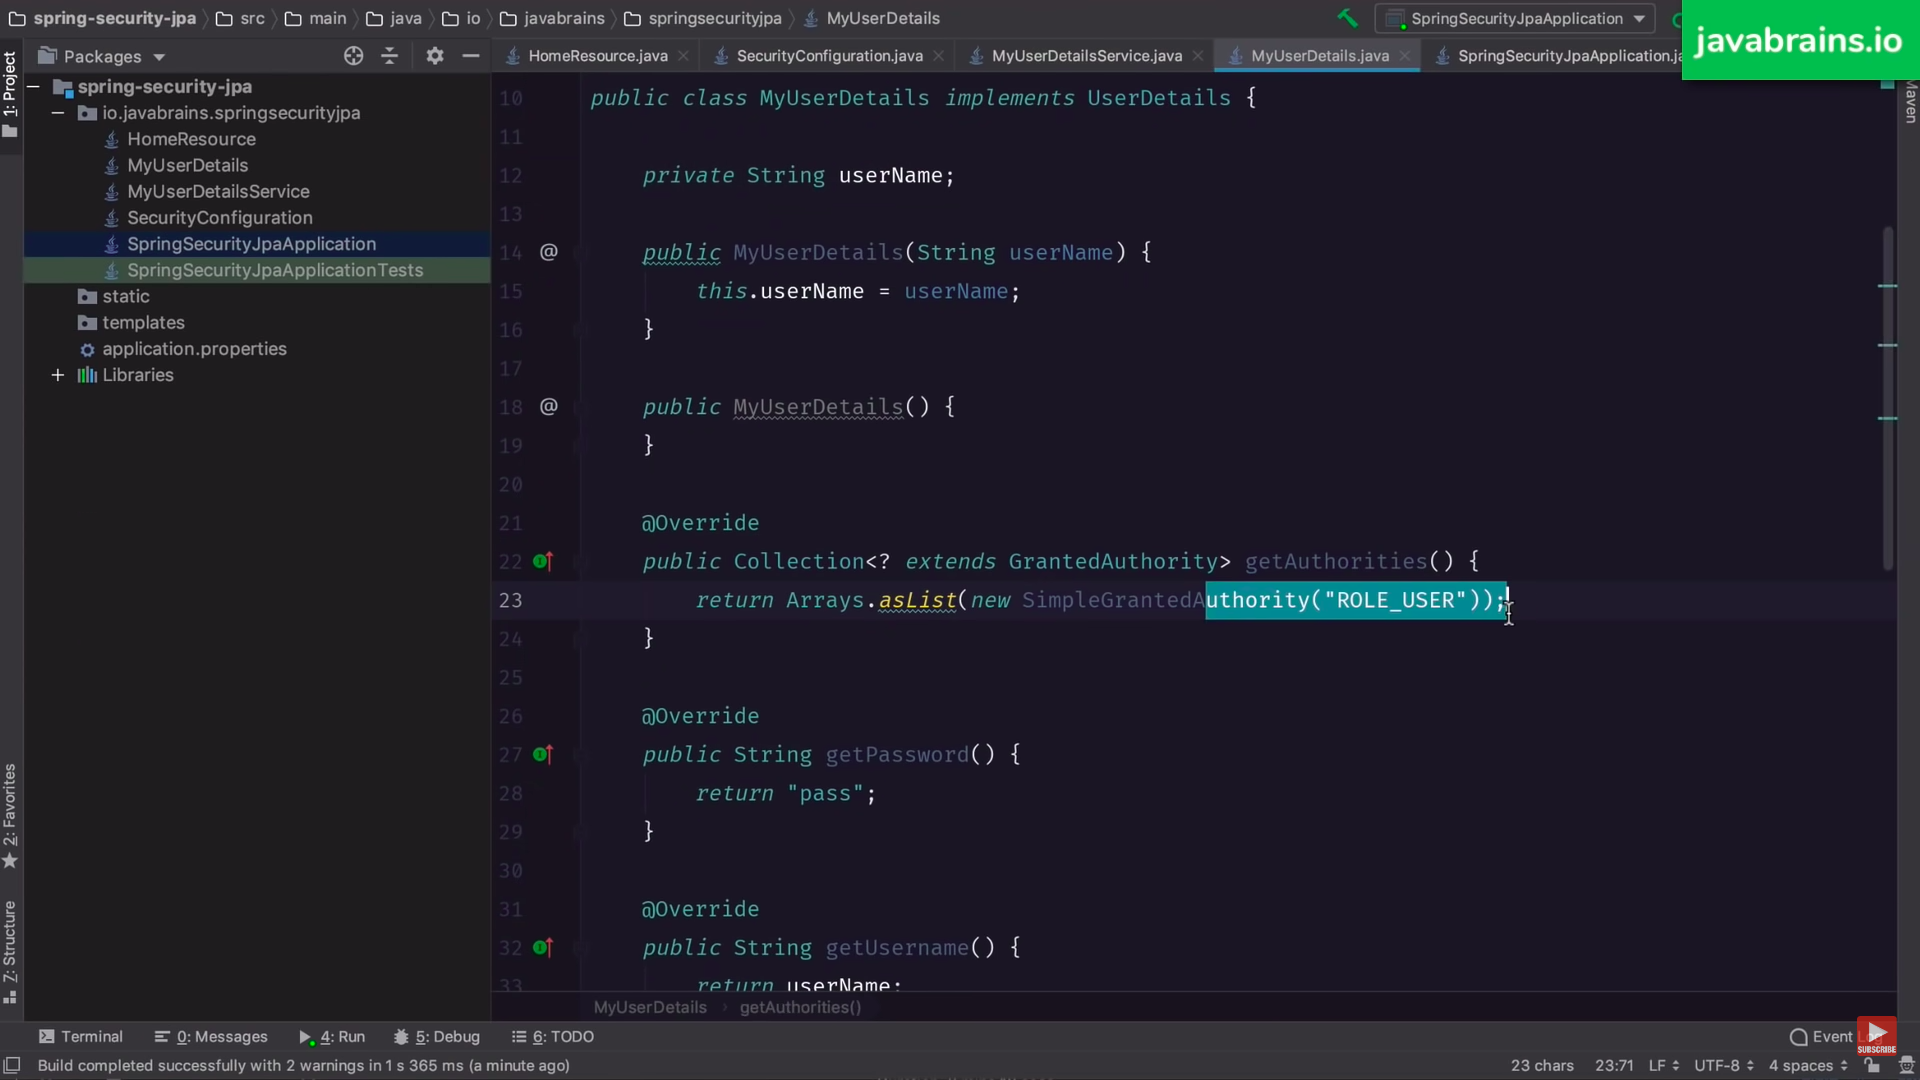 spring-security-jpa src main java io javabrains springsecurityjpa MyUserDetails SpringSecurityJpaApplication
javabrains.io
Packages
HomeResource.java SecurityConfiguration.java MyUserDetailsService.java MyUserDetails.java SpringSecurityJpaApplication.ja
1: Project
spring-security-jpa
io.javabrains.springsecurityjpa
HomeResource
MyUserDetails
MyUserDetailsService
SecurityConfiguration
SpringSecurityJpaApplication
SpringSecurityJpaApplicationTests
static
templates
application.properties
Libraries
2: Favorites
7: Structure
Maven
10 public class MyUserDetails implements UserDetails {
11
12 private String userName;
13
14 @ public MyUserDetails(String userName) {
15 this.userName = userName;
16 }
17
18 @ public MyUserDetails() {
19 }
20
21 @Override
22 public Collection<? extends GrantedAuthority> getAuthorities() {
23 return Arrays.asList(new SimpleGrantedAuthority("ROLE_USER"));
24 }
25
26 @Override
27 public String getPassword() {
28 return "pass";
29 }
30
31 @Override
32 public String getUsername() {
33 return userName;
MyUserDetails getAuthorities()
Terminal 0: Messages 4: Run 5: Debug 6: TODO Event
SUBSCRIBE
Build completed successfully with 2 warnings in 1 s 365 ms (a minute ago) 23 chars 23:71 LF UTF-8 4 spaces